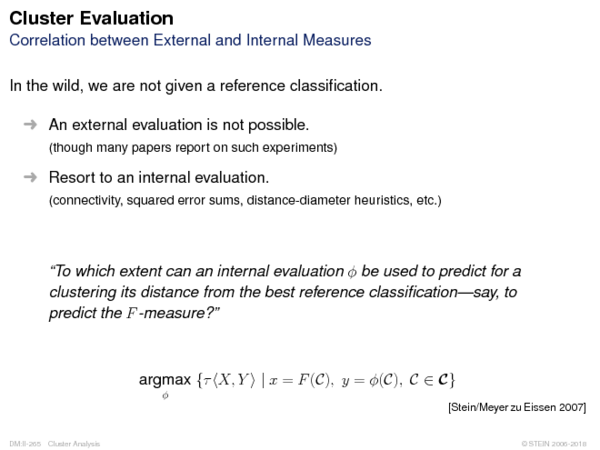 Cluster Evaluation
Correlation between External and Internal Measures
In the wild, we are not given a reference classification.
➜ An external evaluation is not possible.
(though many papers report on such experiments)
➜ Resort to an internal evaluation.
(connectivity, squared error sums, distance-diameter heuristics, etc.)
“To which extent can an internal evaluation ϕ be used to predict for a
clustering its distance from the best reference classification—say, to
predict the F-measure?”
argmax {τ⟨X, Y⟩ | x = F(𝒞), y = ϕ(𝒞), 𝒞 ∈ 𝓒}
ϕ
[Stein/Meyer zu Eissen 2007]
DM:II-265 Cluster Analysis © STEIN 2006-2018